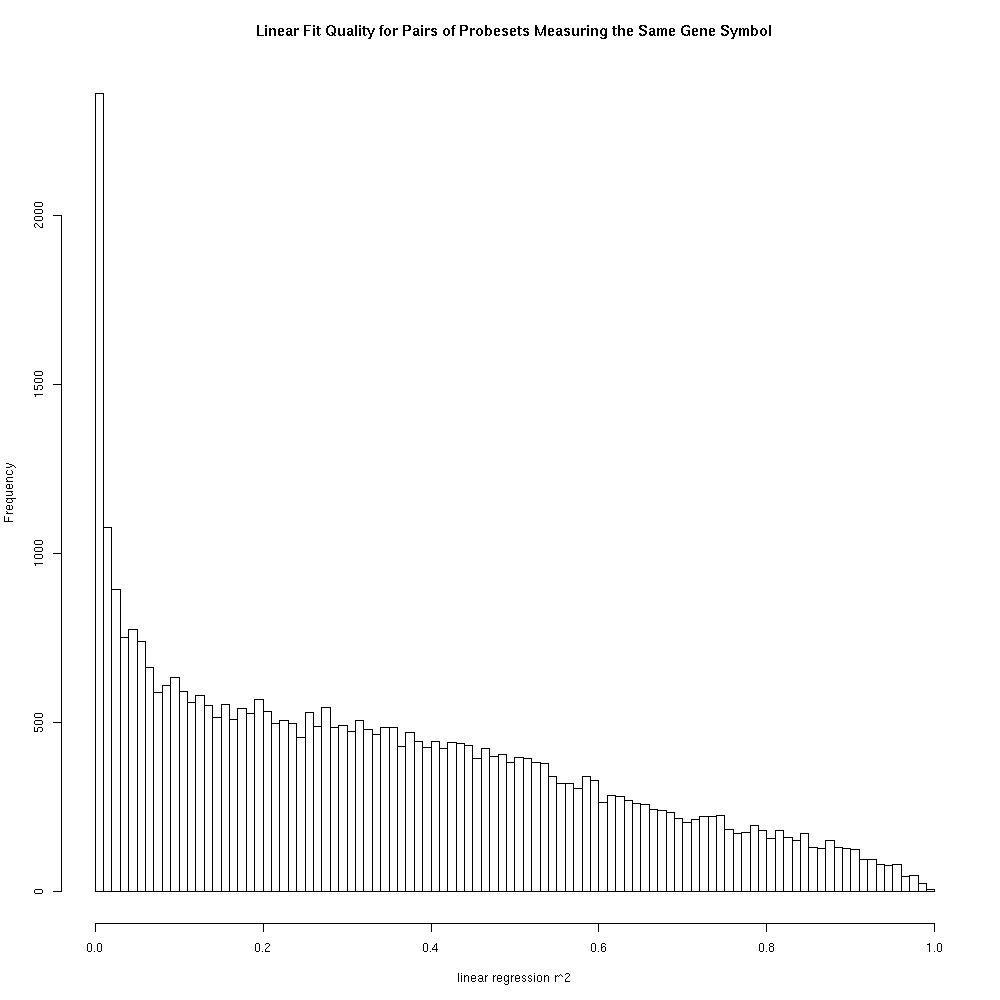 Linear Fit Quality for Pairs of Probesets Measuring the Same Gene Symbol
Frequency
2000
1500
1000
500
0
0.0 0.2 0.4 0.6 0.8 1.0
linear regression r^2